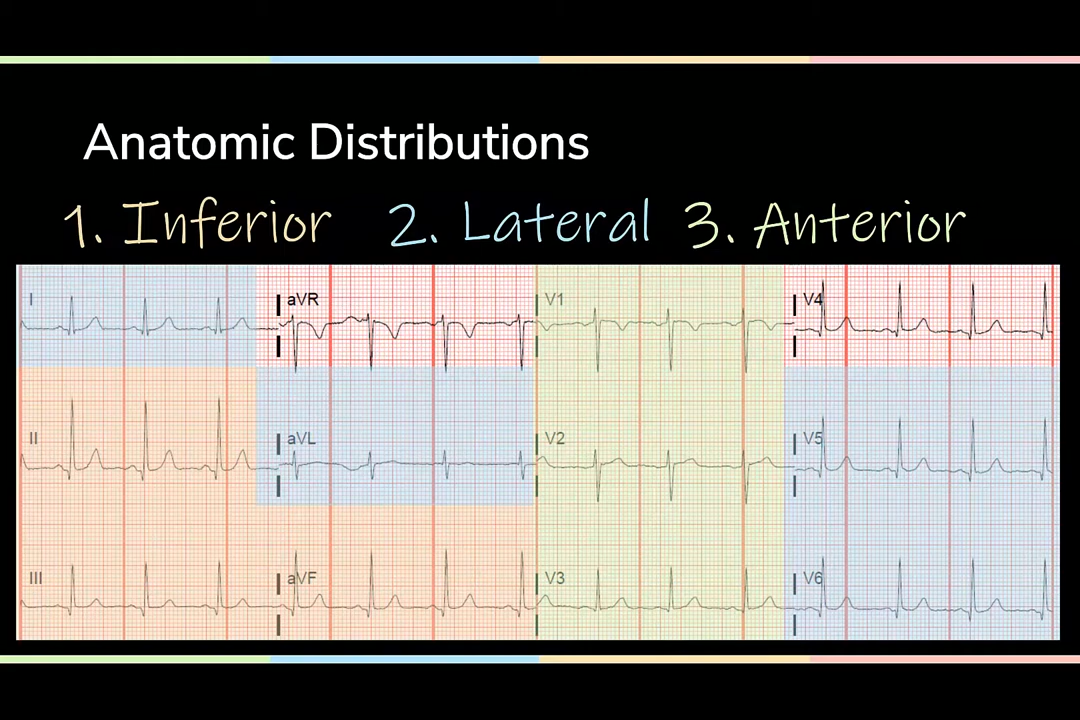 Anatomic Distributions
1. Inferior 2. Lateral 3. Anterior
I aVR V1 V4
II aVL V2 V5
III aVF V3 V6